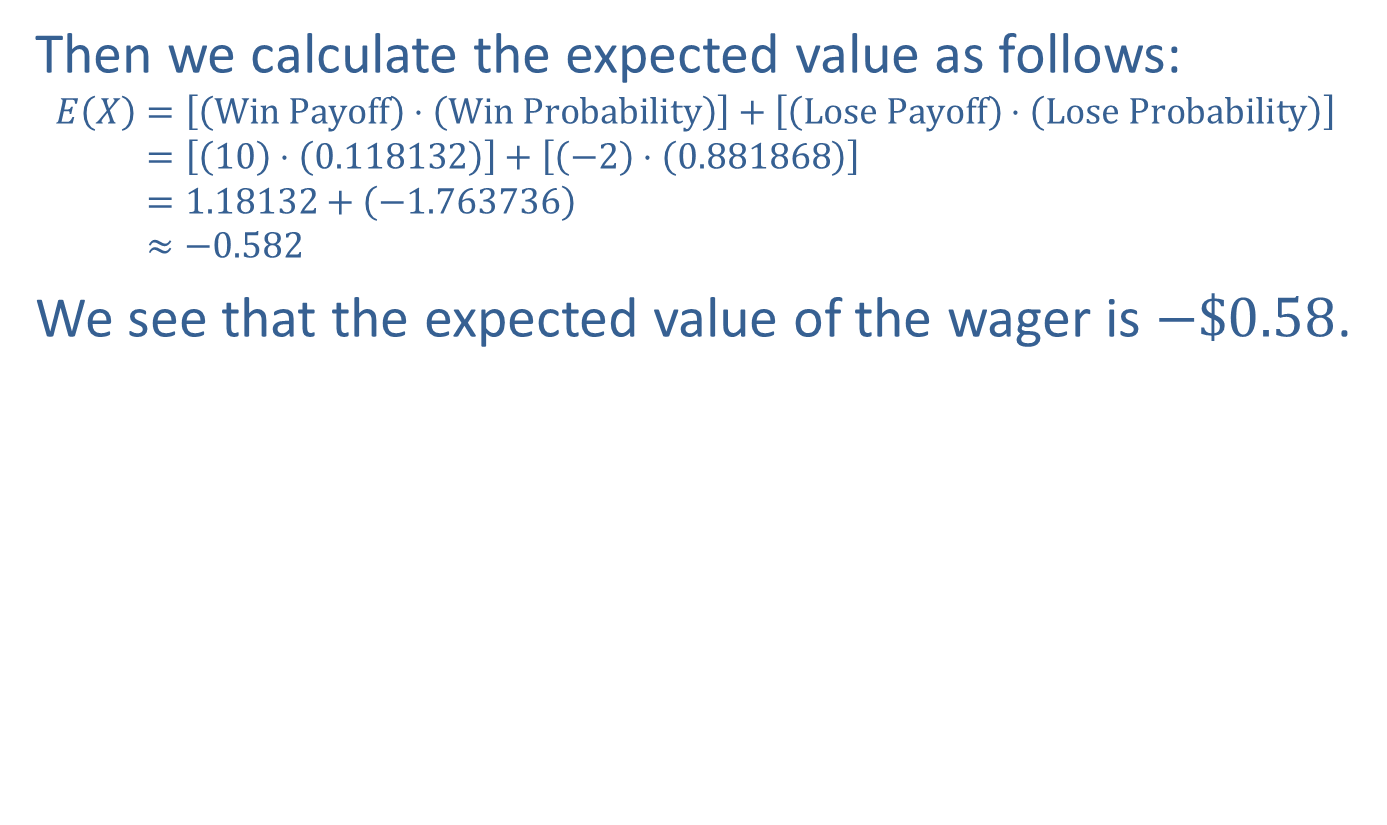 Then we calculate the expected value as follows:
E(X) = [(Win Payoff) · (Win Probability)] + [(Lose Payoff) · (Lose Probability)]
= [(10) · (0.118132)] + [(−2) · (0.881868)]
= 1.18132 + (−1.763736)
≈ −0.582
We see that the expected value of the wager is −$0.58.